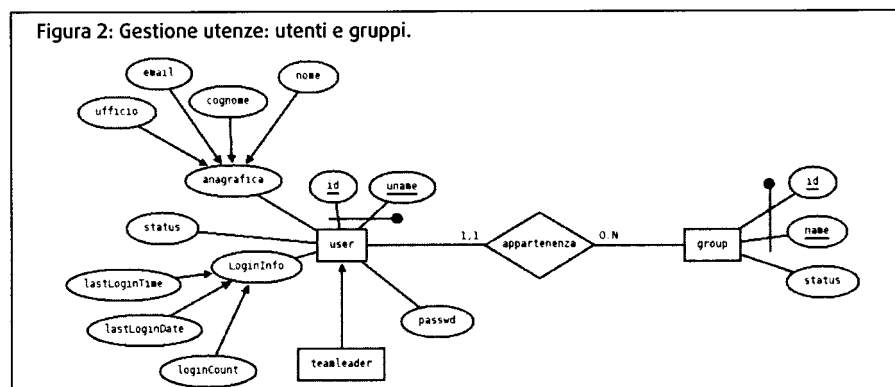 Figura 2: Gestione utenze: utenti e gruppi.
email
nome
cognome
ufficio
anagrafica
id
uname
id
status
user
1,1
appartenenza
0.N
group
name
LoginInfo
lastLoginTime
status
lastLoginDate
passwd
loginCount
teamleader